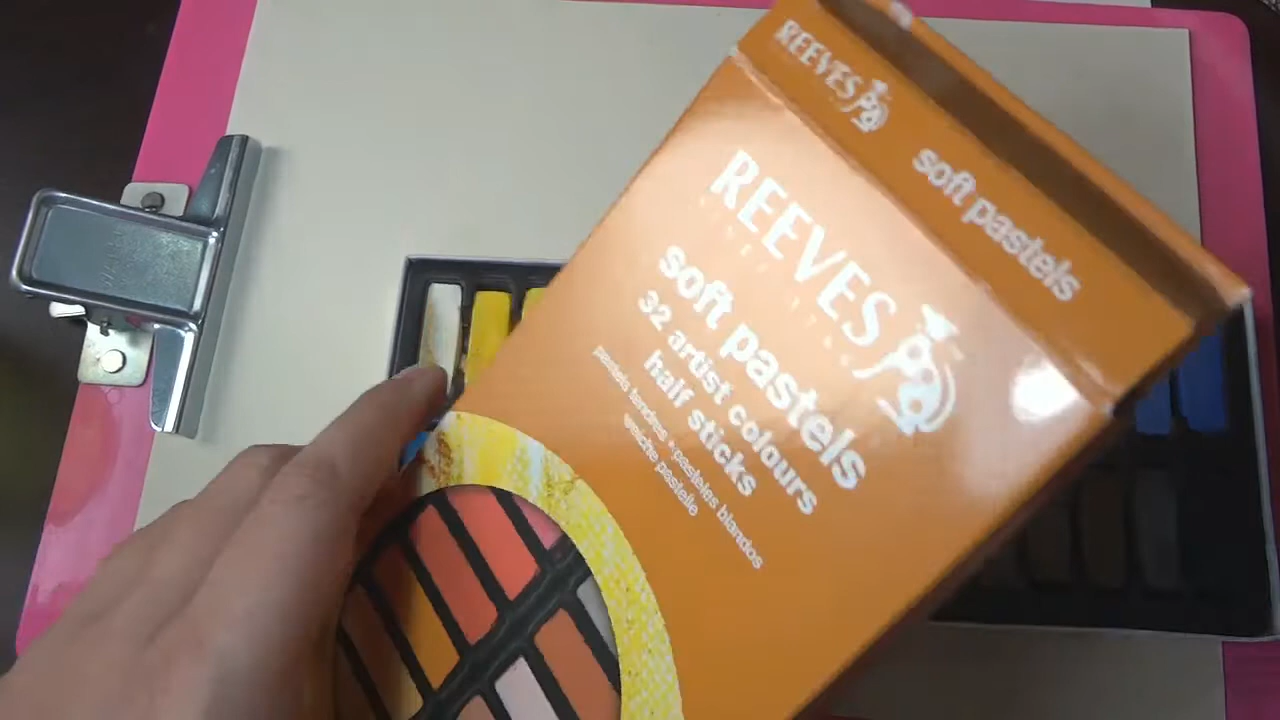 REEVES
soft pastels
REEVES
soft pastels
32 artist colours
half sticks
pastels tendres • pasteles blandos
weiche pastelle